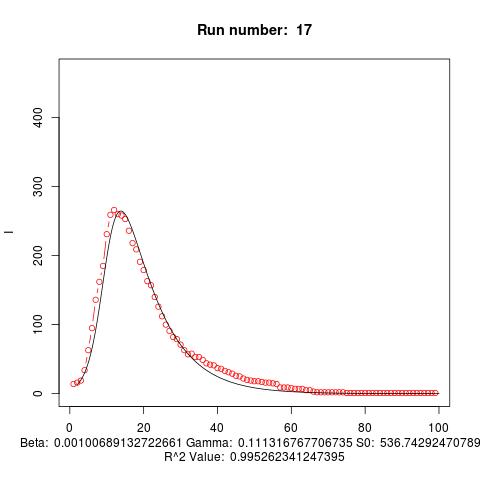 Run number: 17
I
400
300
200
100
0
0 20 40 60 80 100
Beta: 0.00100689132722661 Gamma: 0.111316767706735 S0: 536.74292470789
R^2 Value: 0.995262341247395